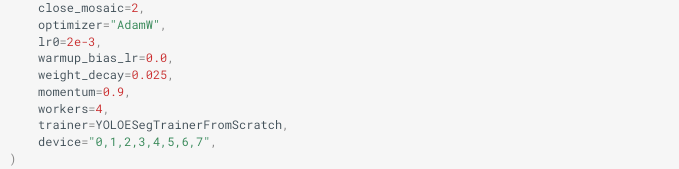 close_mosaic=2,
optimizer="AdamW",
lr0=2e-3,
warmup_bias_lr=0.0,
weight_decay=0.025,
momentum=0.9,
workers=4,
trainer=YOLOESegTrainerFromScratch,
device="0,1,2,3,4,5,6,7",
)